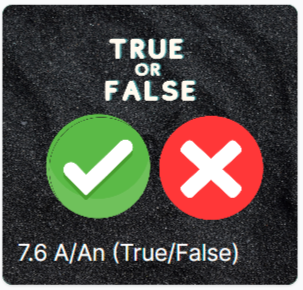 TRUE
OR
FALSE
7.6 A/An (True/False)